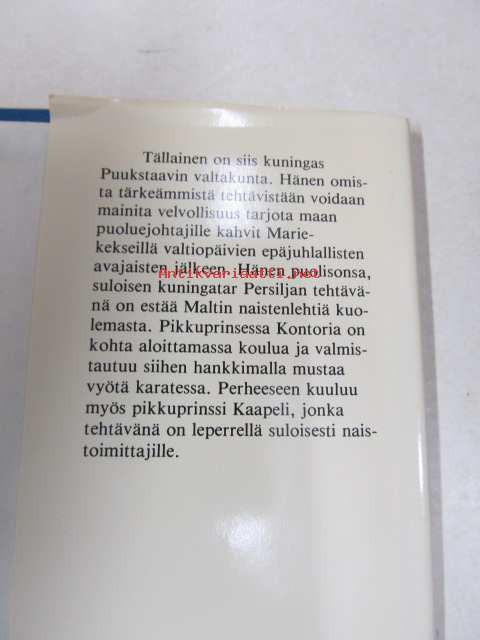 Tällainen on siis kuningas
Puukstaavin valtakunta. Hänen omis-
ta tärkeämmistä tehtävistään voidaan
mainita velvollisuus tarjota maan
puoluejohtajille kahvit Marie-
kekseillä valtiopäivien epäjuhlallisten
avajaisten jälkeen. Hänen puolisonsa,
Antikvariaatti.net
suloisen kuningatar Persiljan tehtävä-
nä on estää Maltin naistenlehtiä kuo-
lemasta. Pikkuprinsessa Kontoria on
kohta aloittamassa koulua ja valmis-
tautuu siihen hankkimalla mustaa
vyötä karatessa. Perheeseen kuuluu
myös pikkuprinssi Kaapeli, jonka
tehtävänä on leperrellä suloisesti nais-
toimittajille.